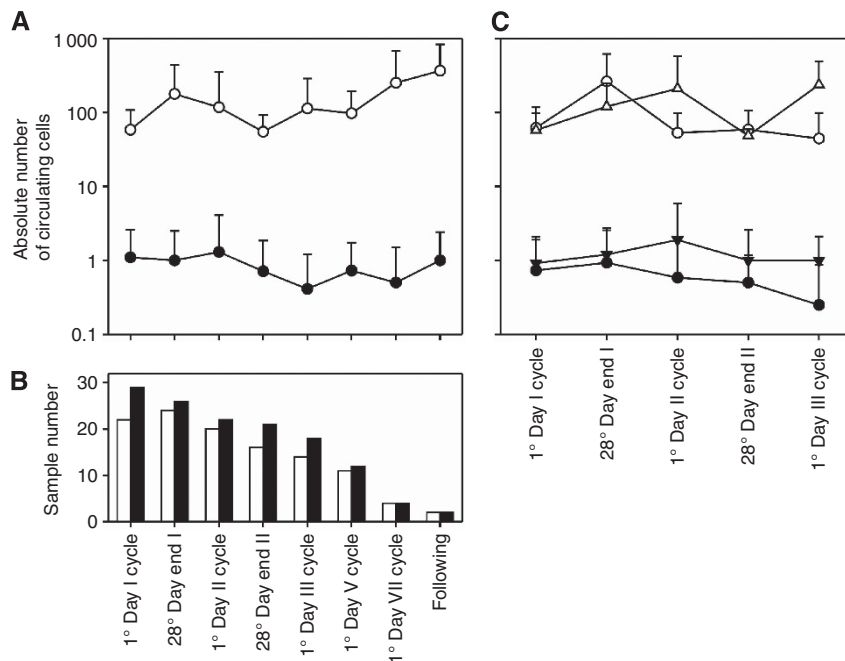 A
Absolute number
of circulating cells
1 000
100
10
1
0.1
B
Sample number
30
20
10
0
1° Day I cycle
28° Day end I
1° Day II cycle
28° Day end II
1° Day III cycle
1° Day V cycle
1° Day VII cycle
Following
C
1° Day I cycle
28° Day end I
1° Day II cycle
28° Day end II
1° Day III cycle